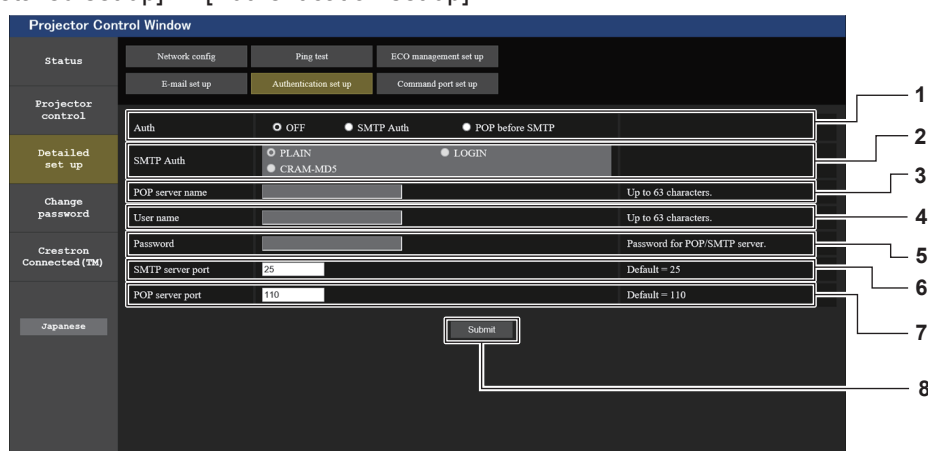 Projector Control Window
Status
Network config
Ping test
ECO management set up
E-mail set up
Authentication set up
Command port set up
Projector
control
Detailed
set up
Change
password
Crestron
Connected(TM)
Japanese
Auth
OFF
SMTP Auth
POP before SMTP
1
SMTP Auth
PLAIN
LOGIN
CRAM-MD5
2
POP server name
Up to 63 characters.
3
User name
Up to 63 characters.
4
Password
Password for POP/SMTP server.
5
SMTP server port
25
Default = 25
6
POP server port
110
Default = 110
7
Submit
8